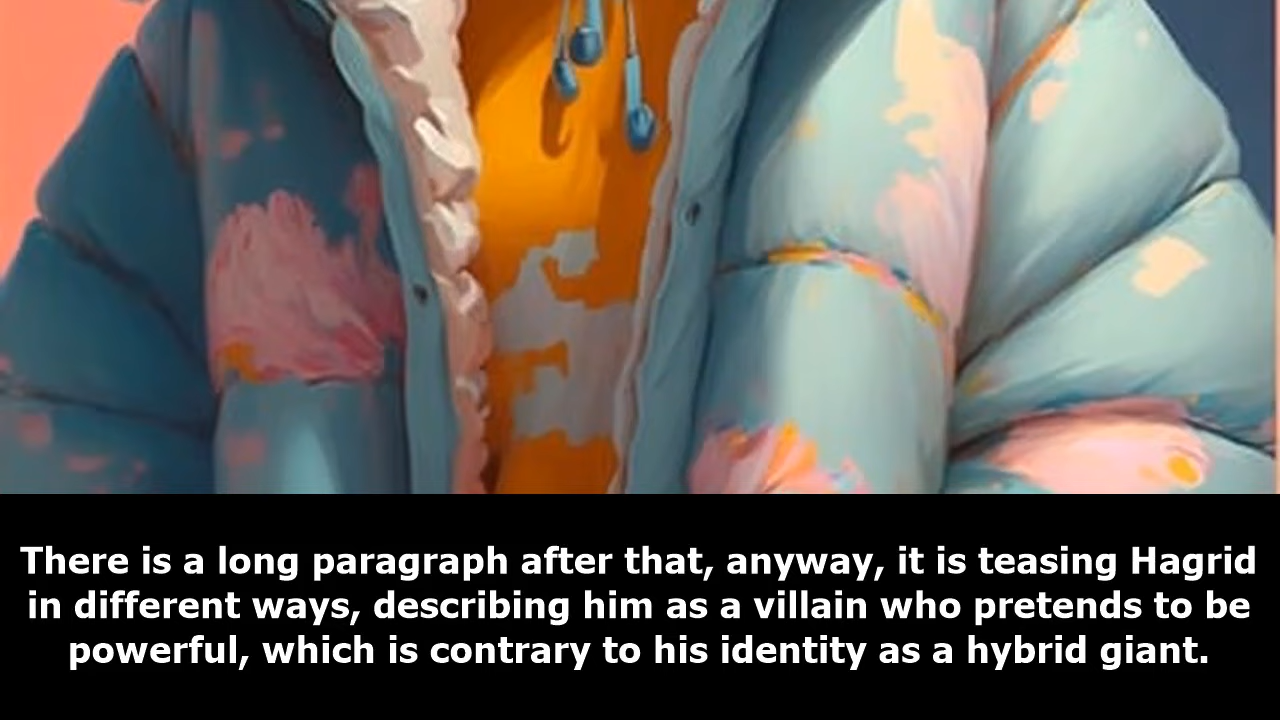 There is a long paragraph after that, anyway, it is teasing Hagrid
in different ways, describing him as a villain who pretends to be
powerful, which is contrary to his identity as a hybrid giant.